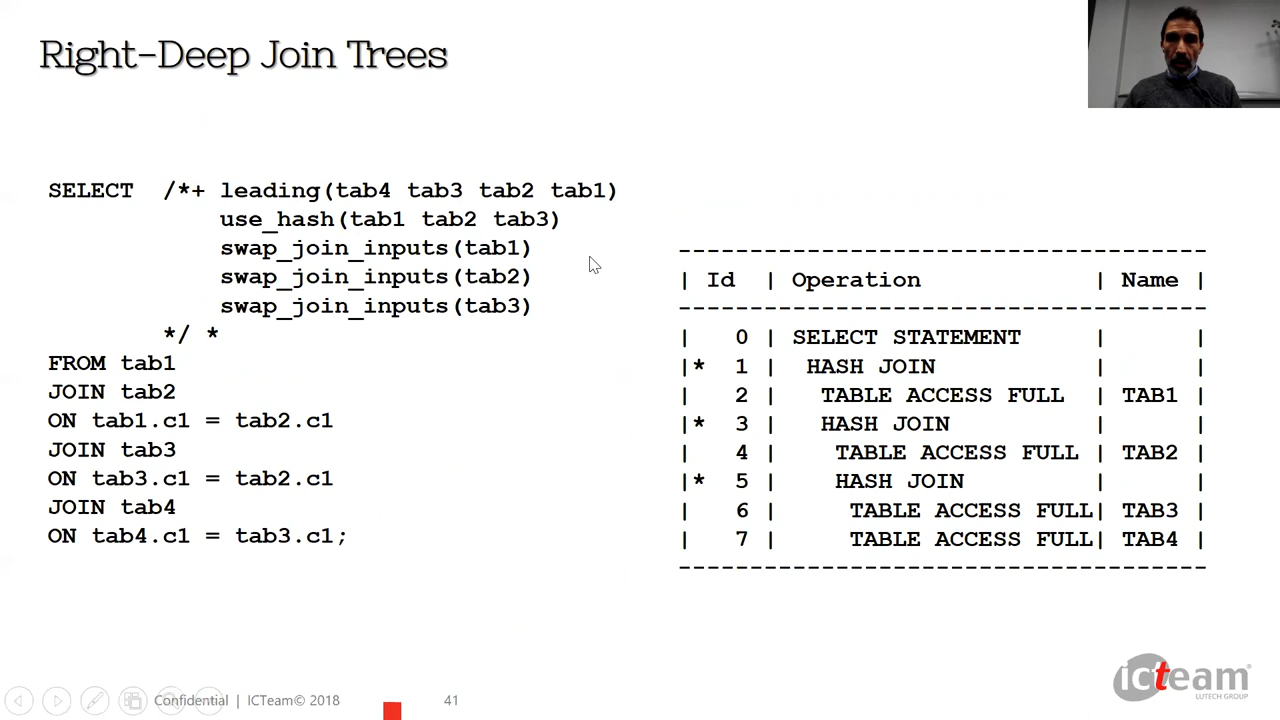 Right-Deep Join Trees
SELECT /*+ leading(tab4 tab3 tab2 tab1)
use_hash(tab1 tab2 tab3)
swap_join_inputs(tab1)
swap_join_inputs(tab2)
swap_join_inputs(tab3)
*/ *
FROM tab1
JOIN tab2
ON tab1.c1 = tab2.c1
JOIN tab3
ON tab3.c1 = tab2.c1
JOIN tab4
ON tab4.c1 = tab3.c1;
-------------------------------------
| Id | Operation | Name |
-------------------------------------
| 0 | SELECT STATEMENT | |
|* 1 | HASH JOIN | |
| 2 | TABLE ACCESS FULL | TAB1 |
|* 3 | HASH JOIN | |
| 4 | TABLE ACCESS FULL | TAB2 |
|* 5 | HASH JOIN | |
| 6 | TABLE ACCESS FULL| TAB3 |
| 7 | TABLE ACCESS FULL| TAB4 |
-------------------------------------
Confidential | ICTeam© 2018
41
icteam
LUTECH GROUP